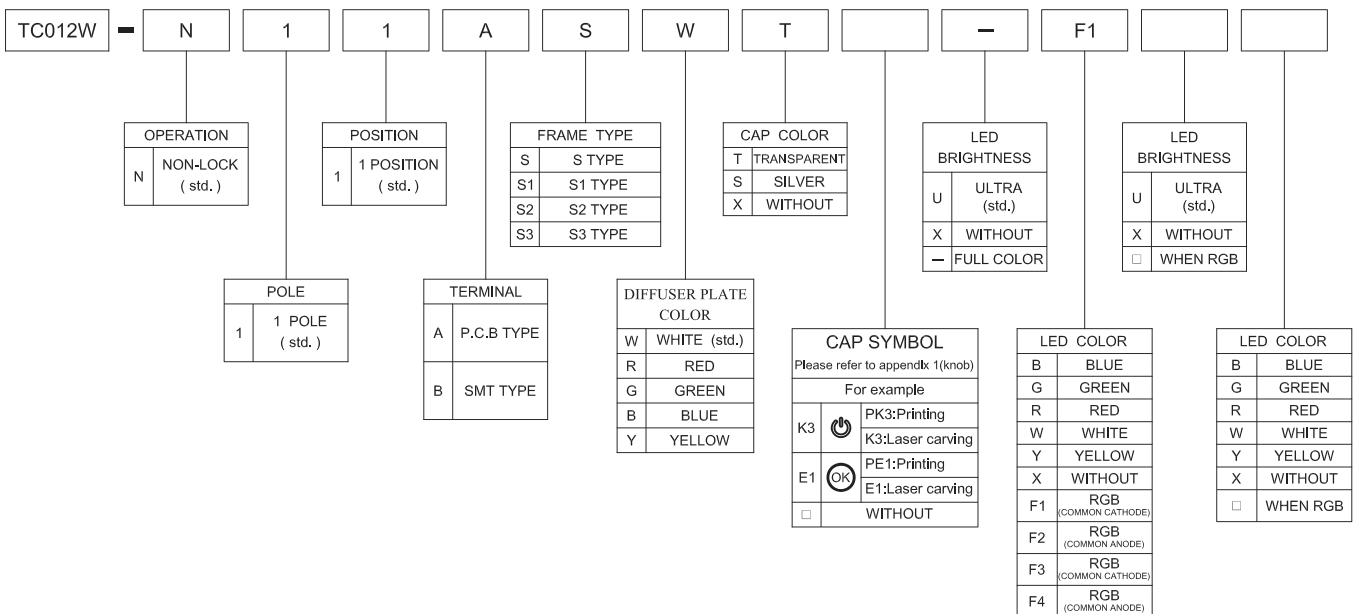 TC012W - N 1 1 A S W T – F1
OPERATION
N NON-LOCK
( std. )
POSITION
1 1 POSITION
( std. )
FRAME TYPE
S S TYPE
S1 S1 TYPE
S2 S2 TYPE
S3 S3 TYPE
CAP COLOR
T TRANSPARENT
S SILVER
X WITHOUT
LED
BRIGHTNESS
U ULTRA
(std.)
X WITHOUT
– FULL COLOR
LED
BRIGHTNESS
U ULTRA
(std.)
X WITHOUT
□ WHEN RGB
POLE
1 1 POLE
( std. )
TERMINAL
A P.C.B TYPE
B SMT TYPE
DIFFUSER PLATE
COLOR
W WHITE (std.)
R RED
G GREEN
B BLUE
Y YELLOW
CAP SYMBOL
Please refer to appendix 1(knob)
For example
K3 PK3:Printing
K3:Laser carving
E1 OK PE1:Printing
E1:Laser carving
□ WITHOUT
LED COLOR
B BLUE
G GREEN
R RED
W WHITE
Y YELLOW
X WITHOUT
F1 RGB
(COMMON CATHODE)
F2 RGB
(COMMON ANODE)
F3 RGB
(COMMON CATHODE)
F4 RGB
(COMMON ANODE)
LED COLOR
B BLUE
G GREEN
R RED
W WHITE
Y YELLOW
X WITHOUT
□ WHEN RGB